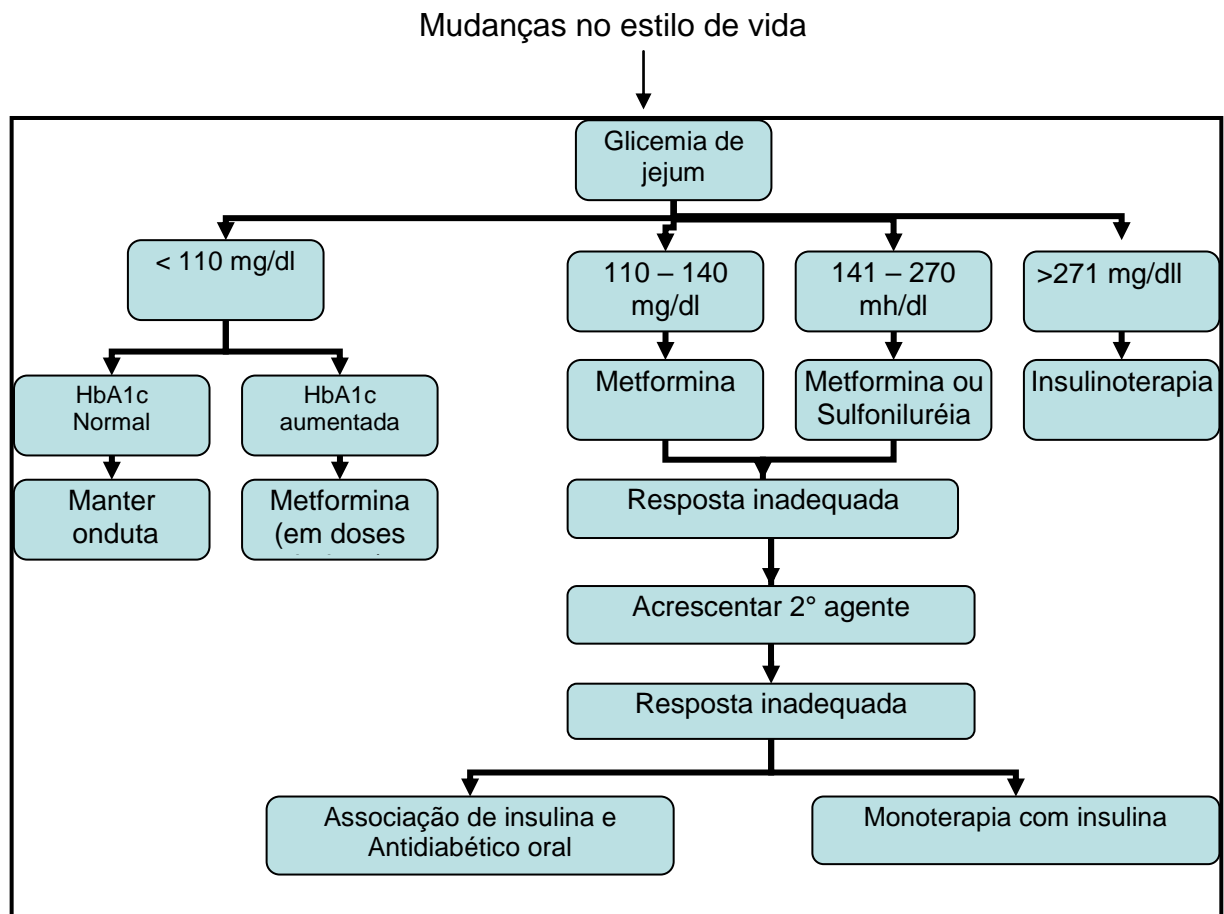 Mudanças no estilo de vida
Glicemia de
jejum
< 110 mg/dl
110 – 140
mg/dl
141 – 270
mh/dl
>271 mg/dll
HbA1c
Normal
HbA1c
aumentada
Metformina
Metformina ou
Sulfoniluréia
Insulinoterapia
Manter
onduta
Metformina
(em doses
Resposta inadequada
Acrescentar 2° agente
Resposta inadequada
Associação de insulina e
Antidiabético oral
Monoterapia com insulina